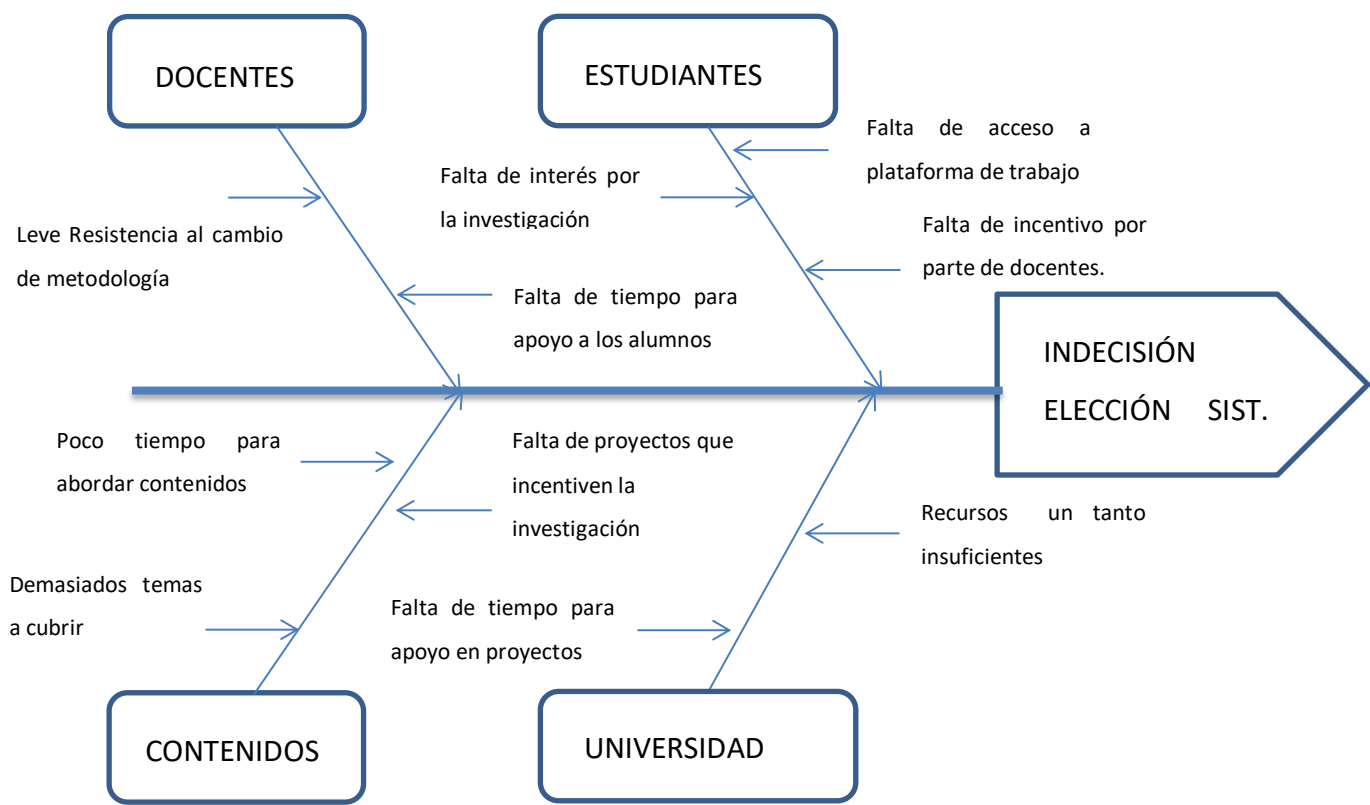 DOCENTES
ESTUDIANTES
Falta de acceso a
plataforma de trabajo
Falta de interés por
la investigación
Leve Resistencia al cambio
de metodología
Falta de incentivo por
parte de docentes.
Falta de tiempo para
apoyo a los alumnos
INDECISIÓN
ELECCIÓN SIST.
Poco tiempo para
abordar contenidos
Falta de proyectos que
incentiven la
investigación
Recursos un tanto
insuficientes
Demasiados temas
a cubrir
Falta de tiempo para
apoyo en proyectos
CONTENIDOS
UNIVERSIDAD